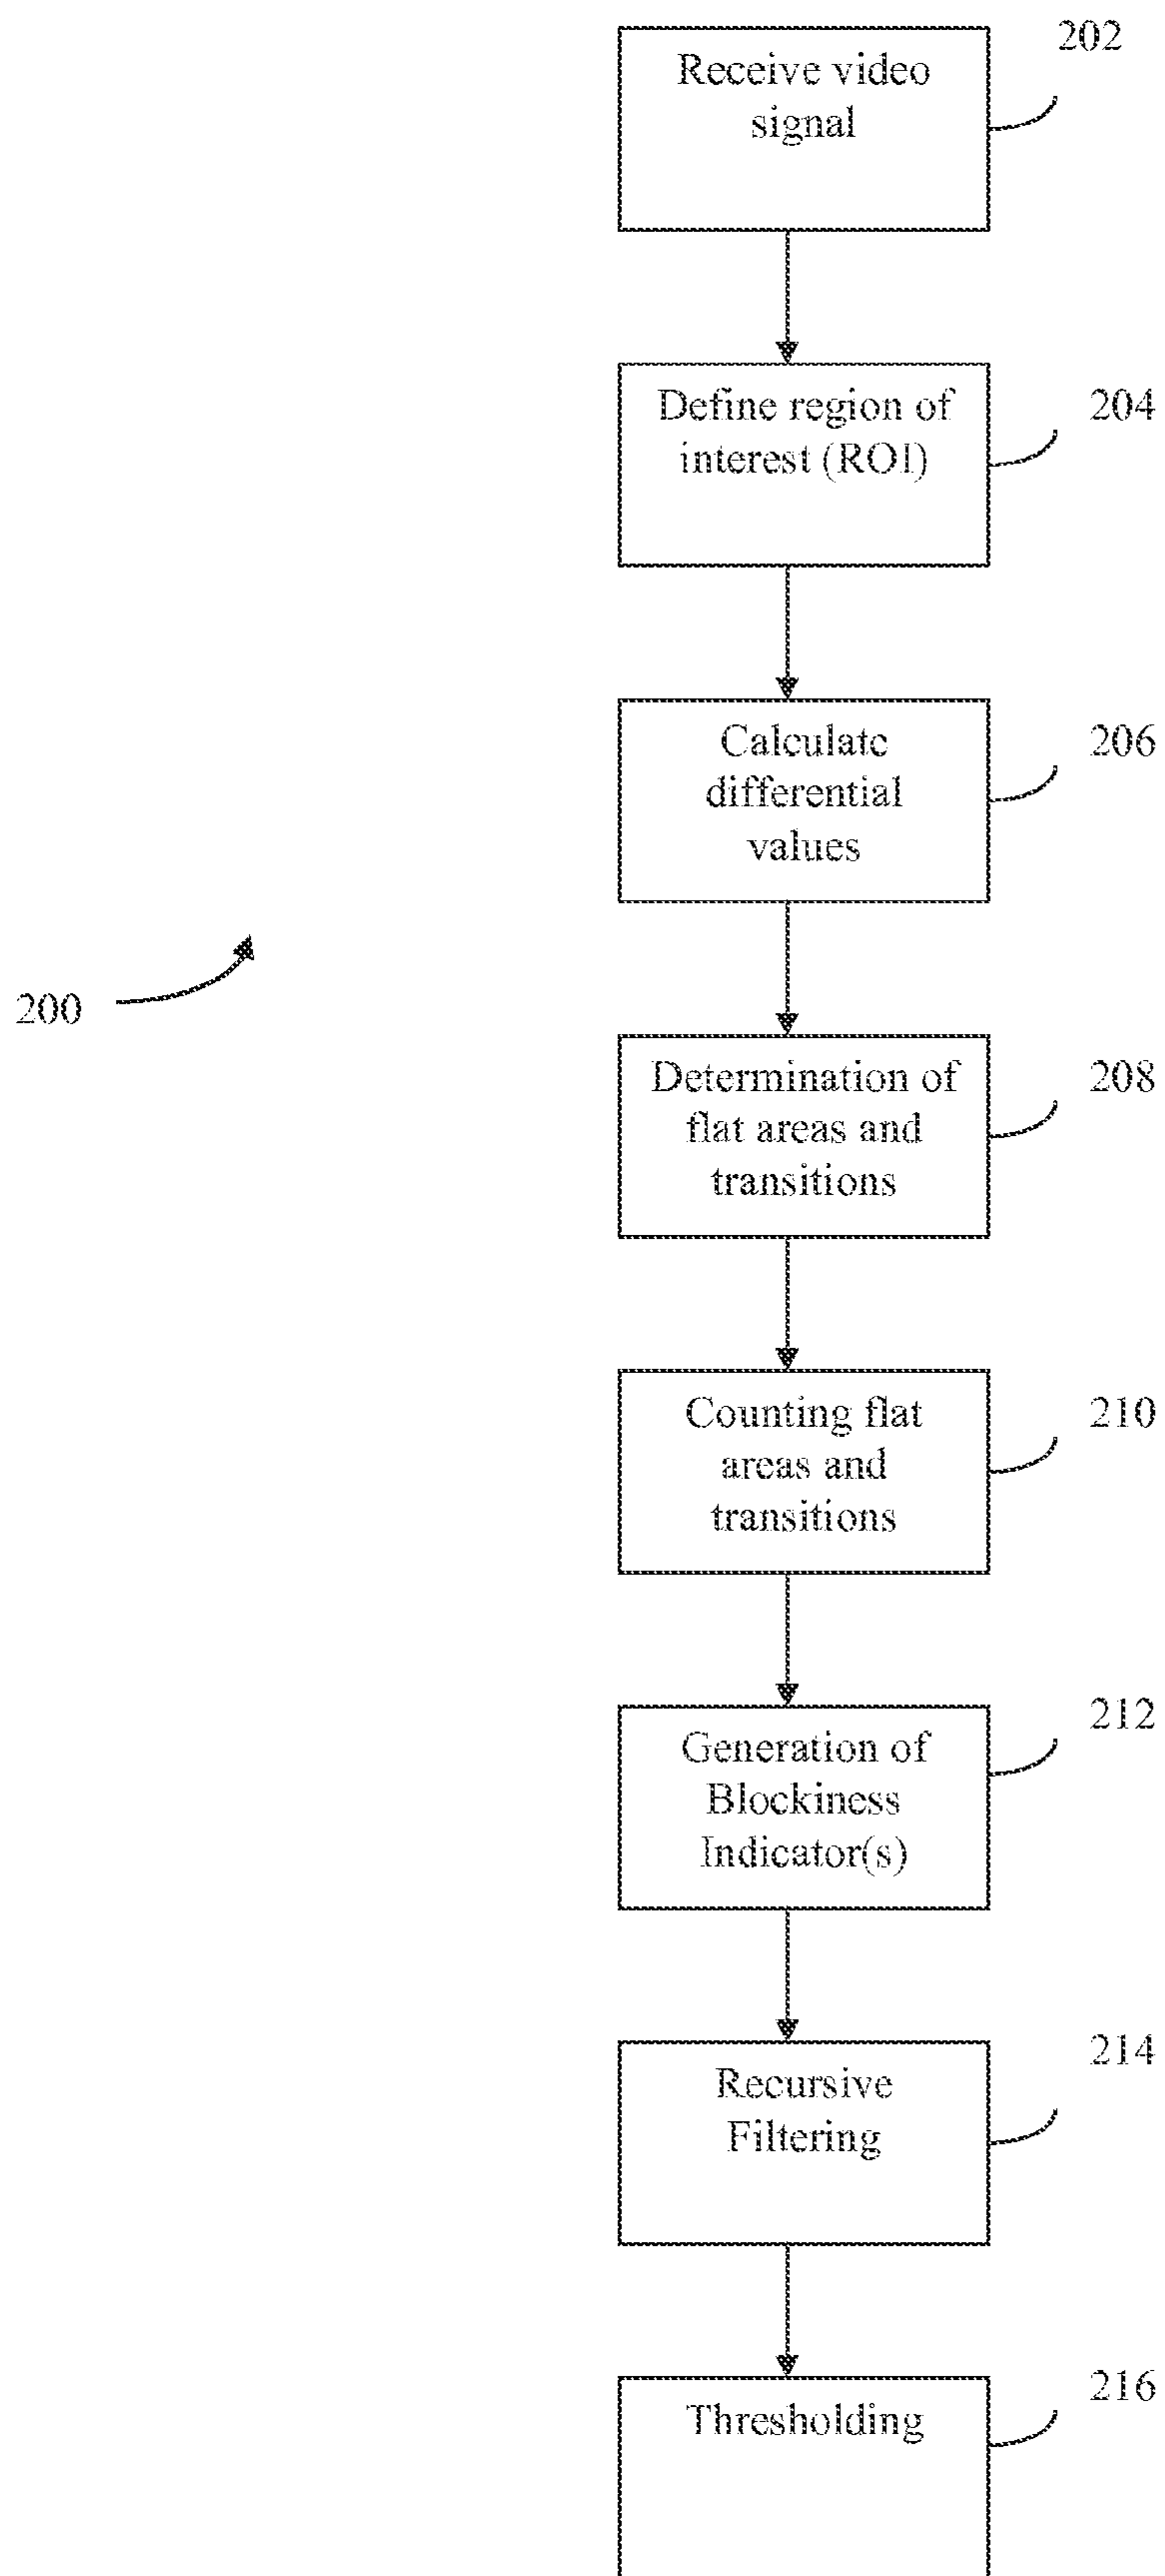 Receive video
signal
202
Define region of
interest (ROI)
204
Calculate
differential
values
206
200
Determination of
flat areas and
transitions
208
Counting flat
areas and
transitions
210
Generation of
Blockiness
Indicator(s)
212
Recursive
Filtering
214
Thresholding
216